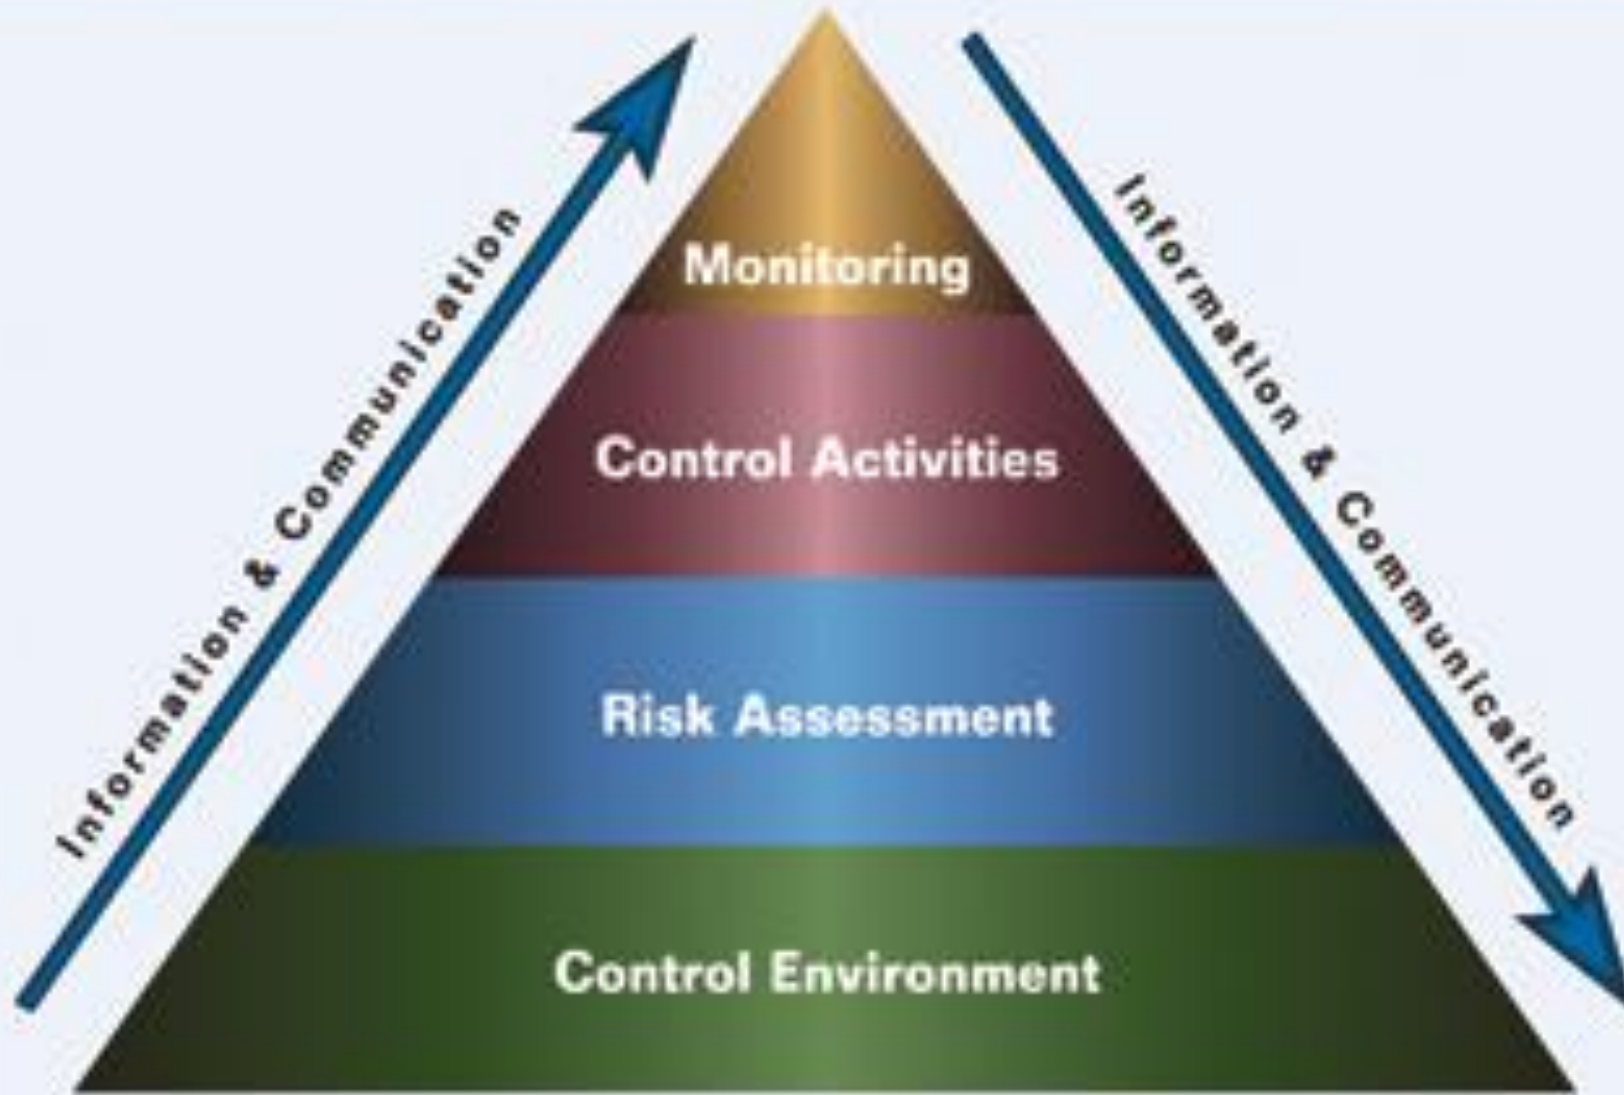 Information & Communication
Information & Communication
Monitoring
Control Activities
Risk Assessment
Control Environment